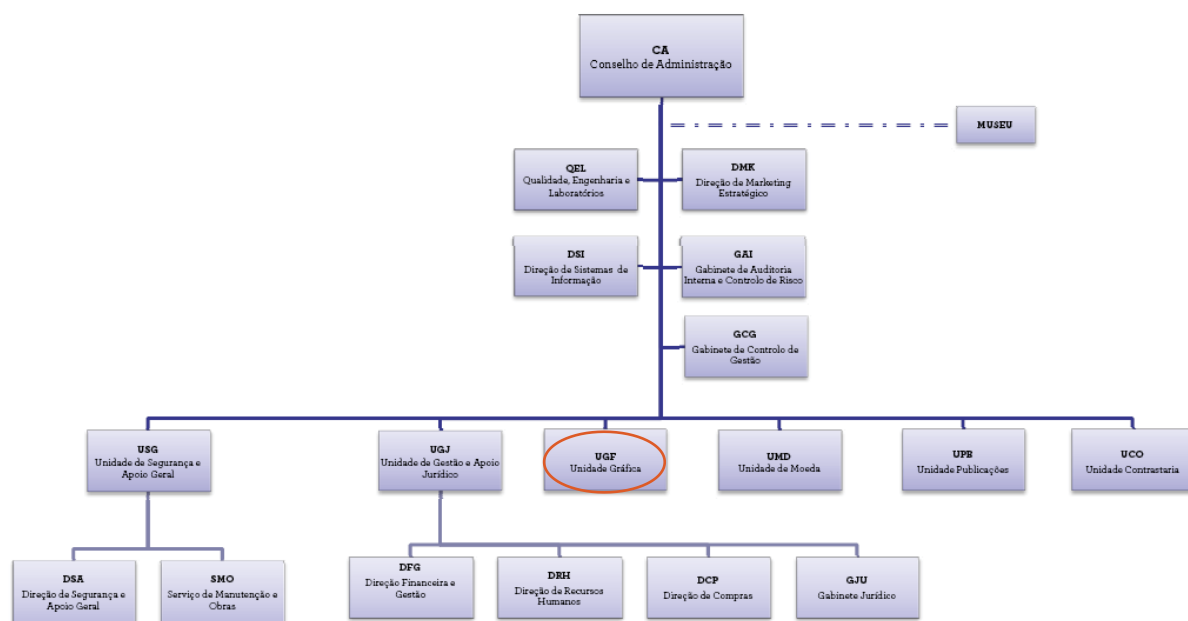 CA
Conselho de Administração
MUSEU
QEL
Qualidade, Engenharia e
Laboratórios
DMK
Direção de Marketing
Estratégico
DSI
Direção de Sistemas de
Informação
GAI
Gabinete de Auditoria
Interna e Controlo de Risco
GCG
Gabinete de Controlo de
Gestão
USG
Unidade de Segurança e
Apoio Geral
UGJ
Unidade de Gestão e Apoio
Jurídico
UGF
Unidade Gráfica
UMD
Unidade de Moeda
UPB
Unidade Publicações
UCO
Unidade Contrastaria
DSA
Direção de Segurança e
Apoio Geral
SMO
Serviço de Manutenção e
Obras
DFG
Direção Financeira e
Gestão
DRH
Direção de Recursos
Humanos
DCP
Direção de Compras
GJU
Gabinete Jurídico